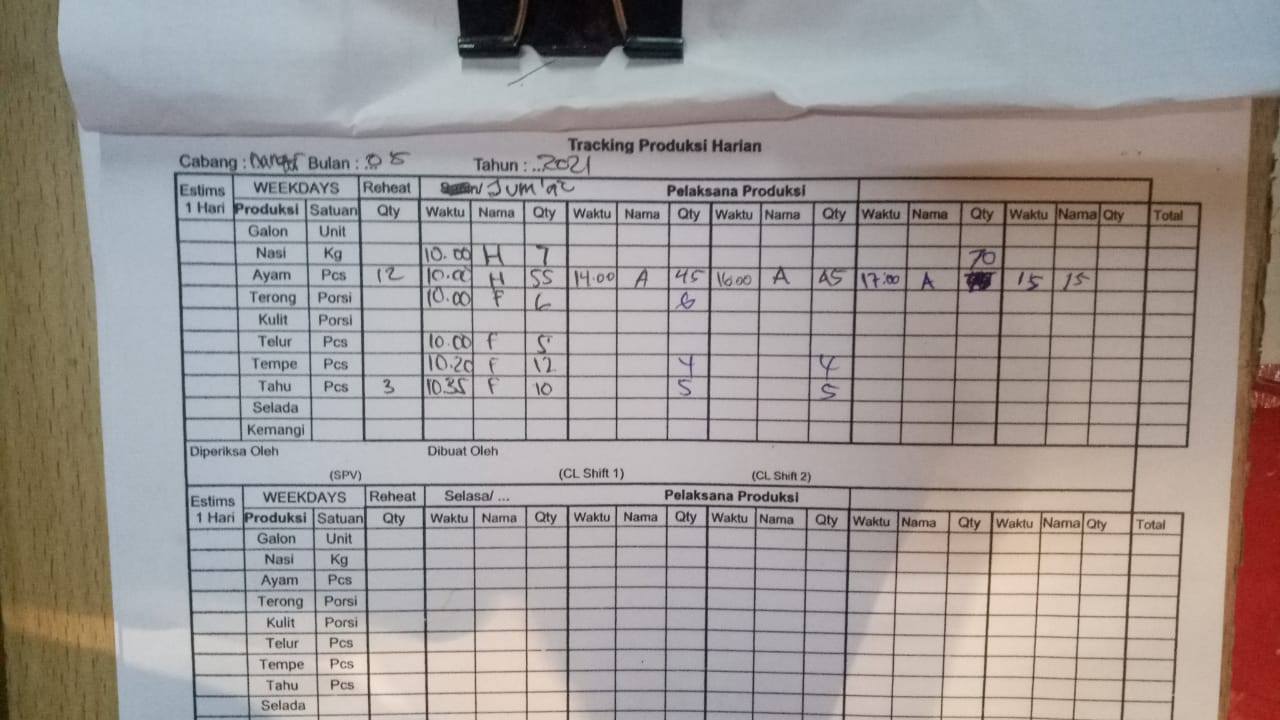 Tracking Produksi Harian
Cabang : Bulan : 05 Tahun : ..2021
Estims WEEKDAYS Reheat Jum'at Pelaksana Produksi
1 Hari Produksi Satuan Qty Waktu Nama Qty Waktu Nama Qty Waktu Nama Qty Waktu Nama Qty Waktu Nama Qty Total
Galon Unit
Nasi Kg 10.00 H 7 70
Ayam Pcs 12 10.00 H 55 14.00 A 45 16.00 A 45 17.00 A 15 15
Terong Porsi 10.00 F 6 6
Kulit Porsi
Telur Pcs 10.00 F 5
Tempe Pcs 10.20 F 12 4 4
Tahu Pcs 3 10.35 F 10 5 5
Selada
Kemangi
Diperiksa Oleh Dibuat Oleh
(SPV) (CL Shift 1) (CL Shift 2)
Estims WEEKDAYS Reheat Selasa/ ... Pelaksana Produksi
1 Hari Produksi Satuan Qty Waktu Nama Qty Waktu Nama Qty Waktu Nama Qty Waktu Nama Qty Waktu Nama Qty Total
Galon Unit
Nasi Kg
Ayam Pcs
Terong Porsi
Kulit Porsi
Telur Pcs
Tempe Pcs
Tahu Pcs
Selada